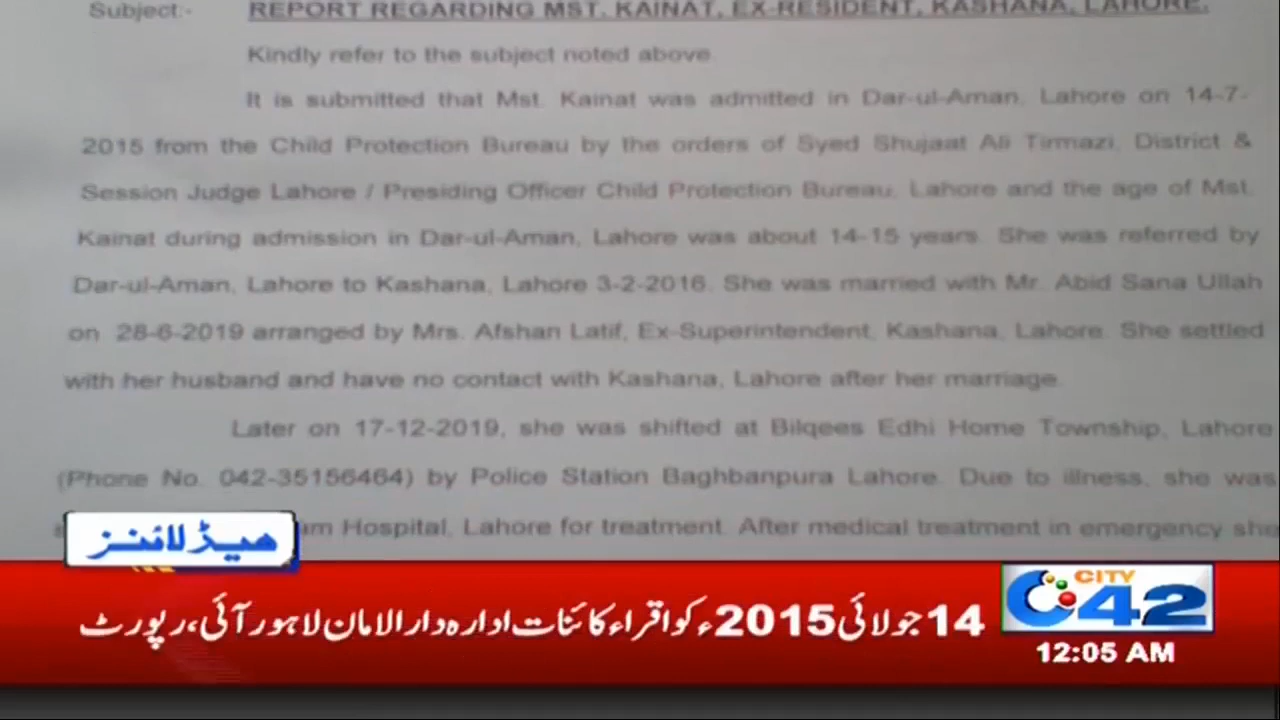 Subject:- REPORT REGARDING MST. KAINAT, EX-RESIDENT, KASHANA, LAHORE.
Kindly refer to the subject noted above
It is submitted that Mst. Kainat was admitted in Dar-ul-Aman, Lahore on 14-7-
2015 from the Child Protection Bureau by the orders of Syed Shujaat Ali Tirmazi, District &
Session Judge Lahore / Presiding Officer Child Protection Bureau, Lahore and the age of Mst.
Kainat during admission in Dar-ul-Aman, Lahore was about 14-15 years. She was referred by
Dar-ul-Aman, Lahore to Kashana, Lahore 3-2-2016. She was married with Mr. Abid Sana Ullah
on 28-6-2019 arranged by Mrs. Afshan Latif, Ex-Superintendent, Kashana, Lahore. She settled
with her husband and have no contact with Kashana, Lahore after her marriage.
Later on 17-12-2019, she was shifted at Bilqees Edhi Home Township, Lahore
(Phone No. 042-35156464) by Police Station Baghbanpura Lahore. Due to illness, she was
Hospital, Lahore for treatment. After medical treatment in emergency she
ھیڈلائنز
14 جولائی 2015ء کو اقراء کائنات ادارہ دارالامان لاہور آئی، رپورٹ
CITY 42
12:05 AM